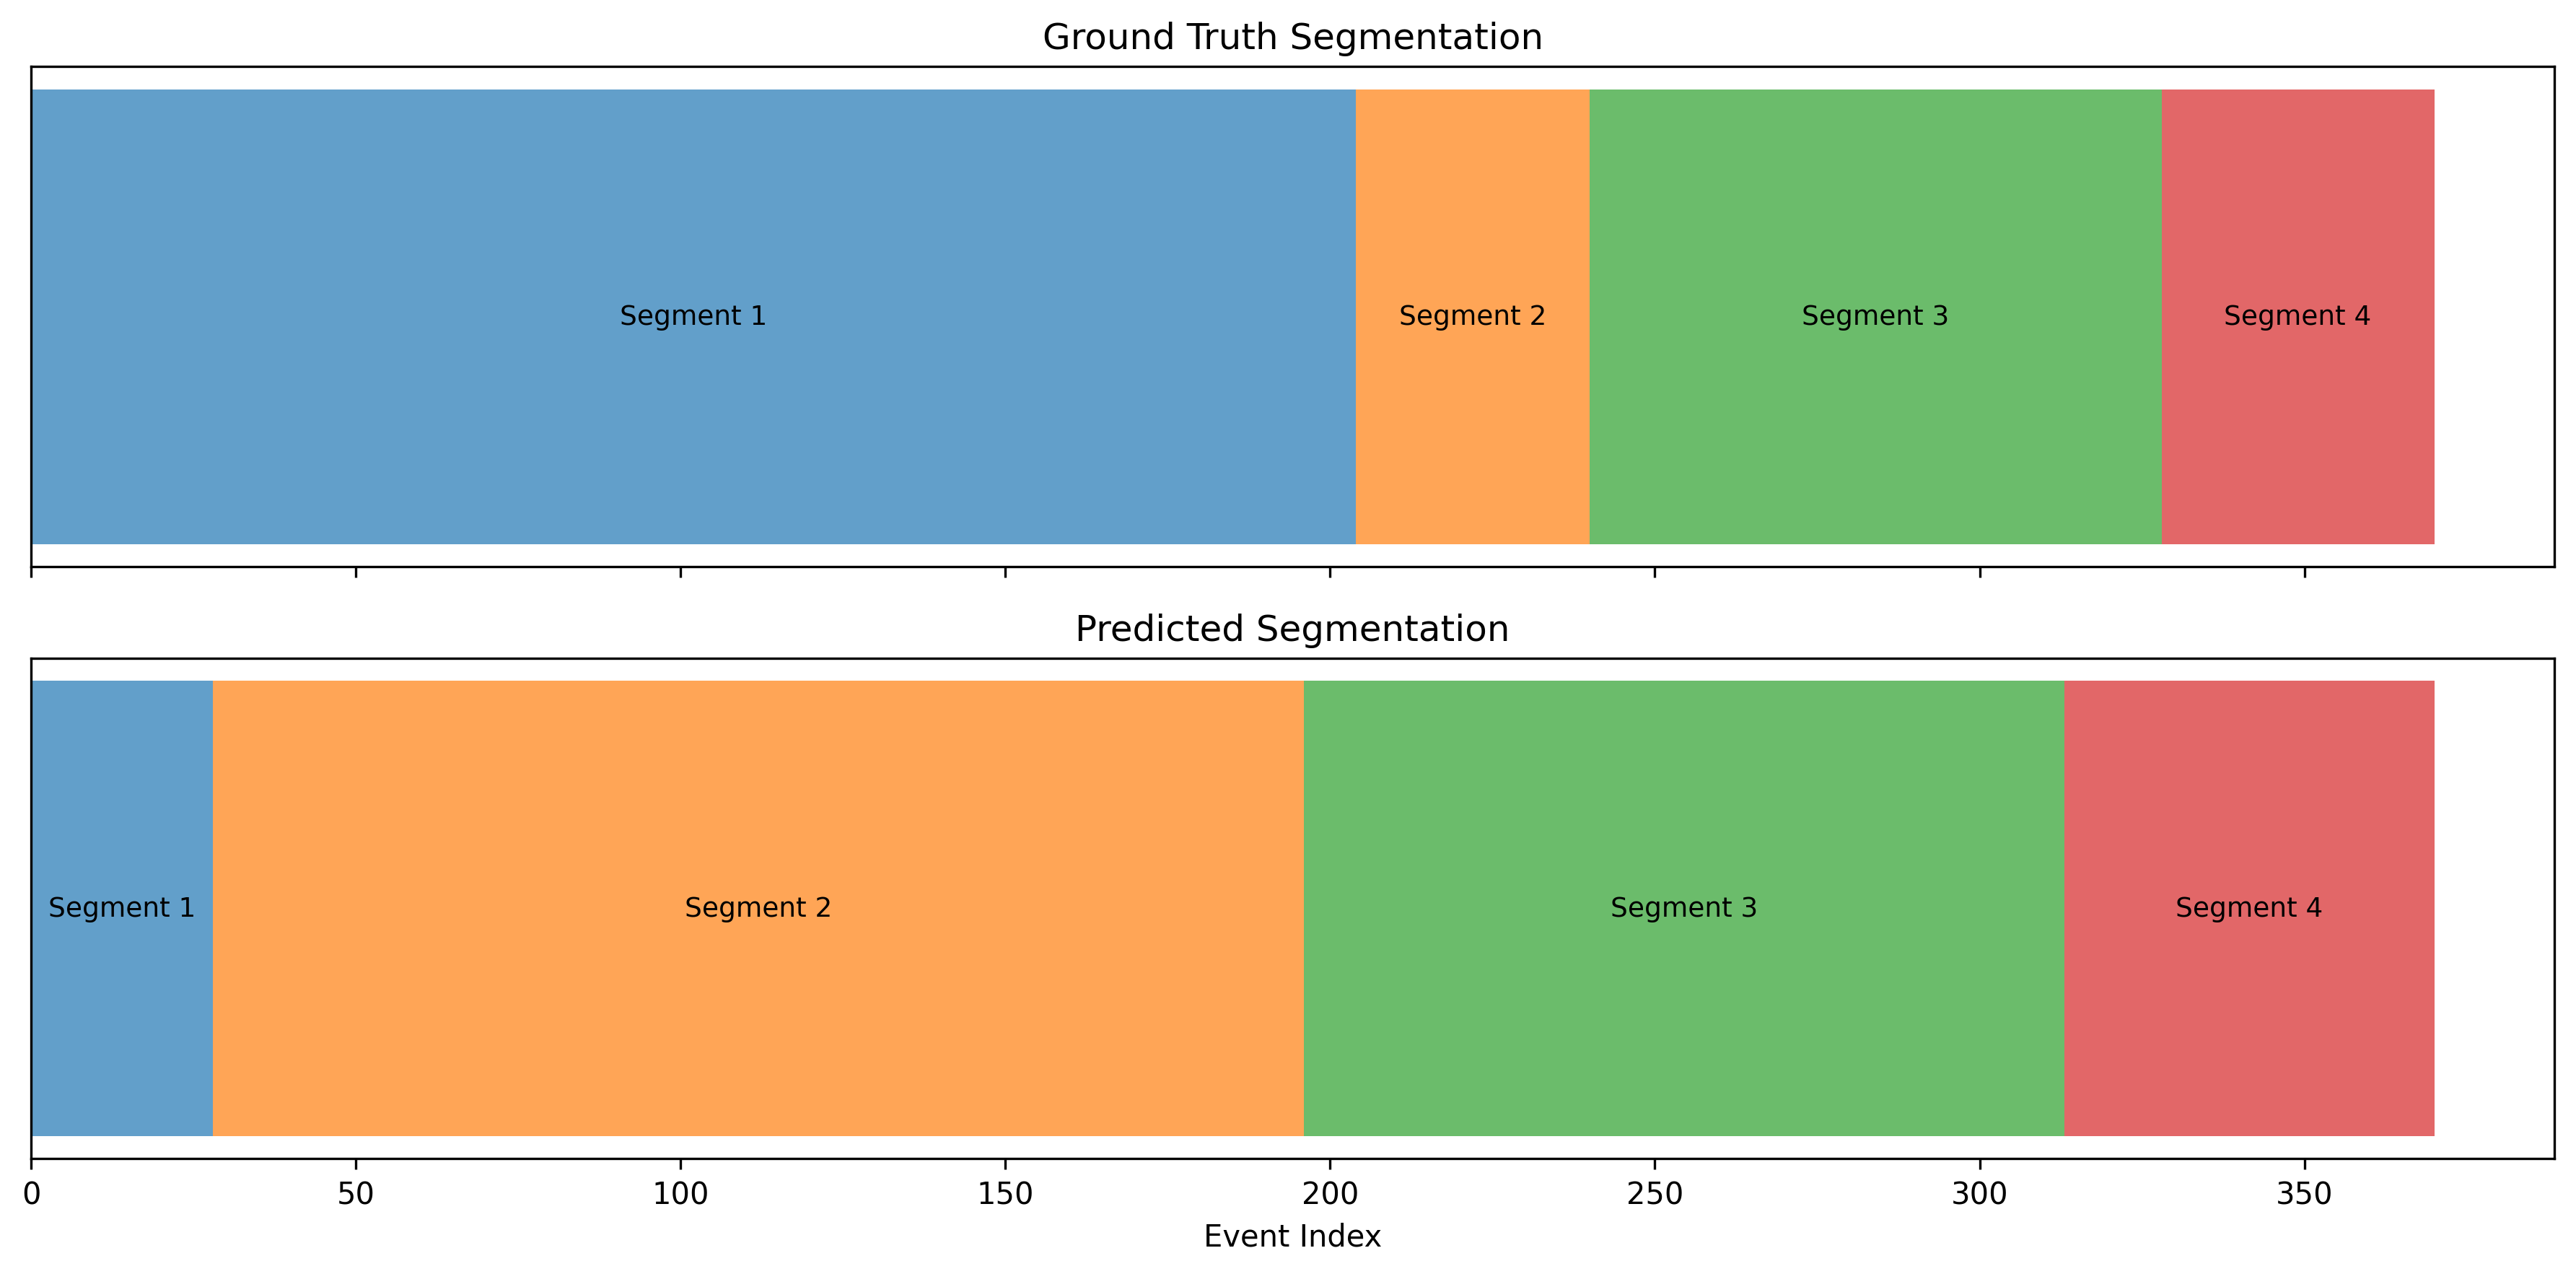 Ground Truth Segmentation
Segment 1 Segment 2 Segment 3 Segment 4
Predicted Segmentation
Segment 1 Segment 2 Segment 3 Segment 4
0 50 100 150 200 250 300 350
Event Index